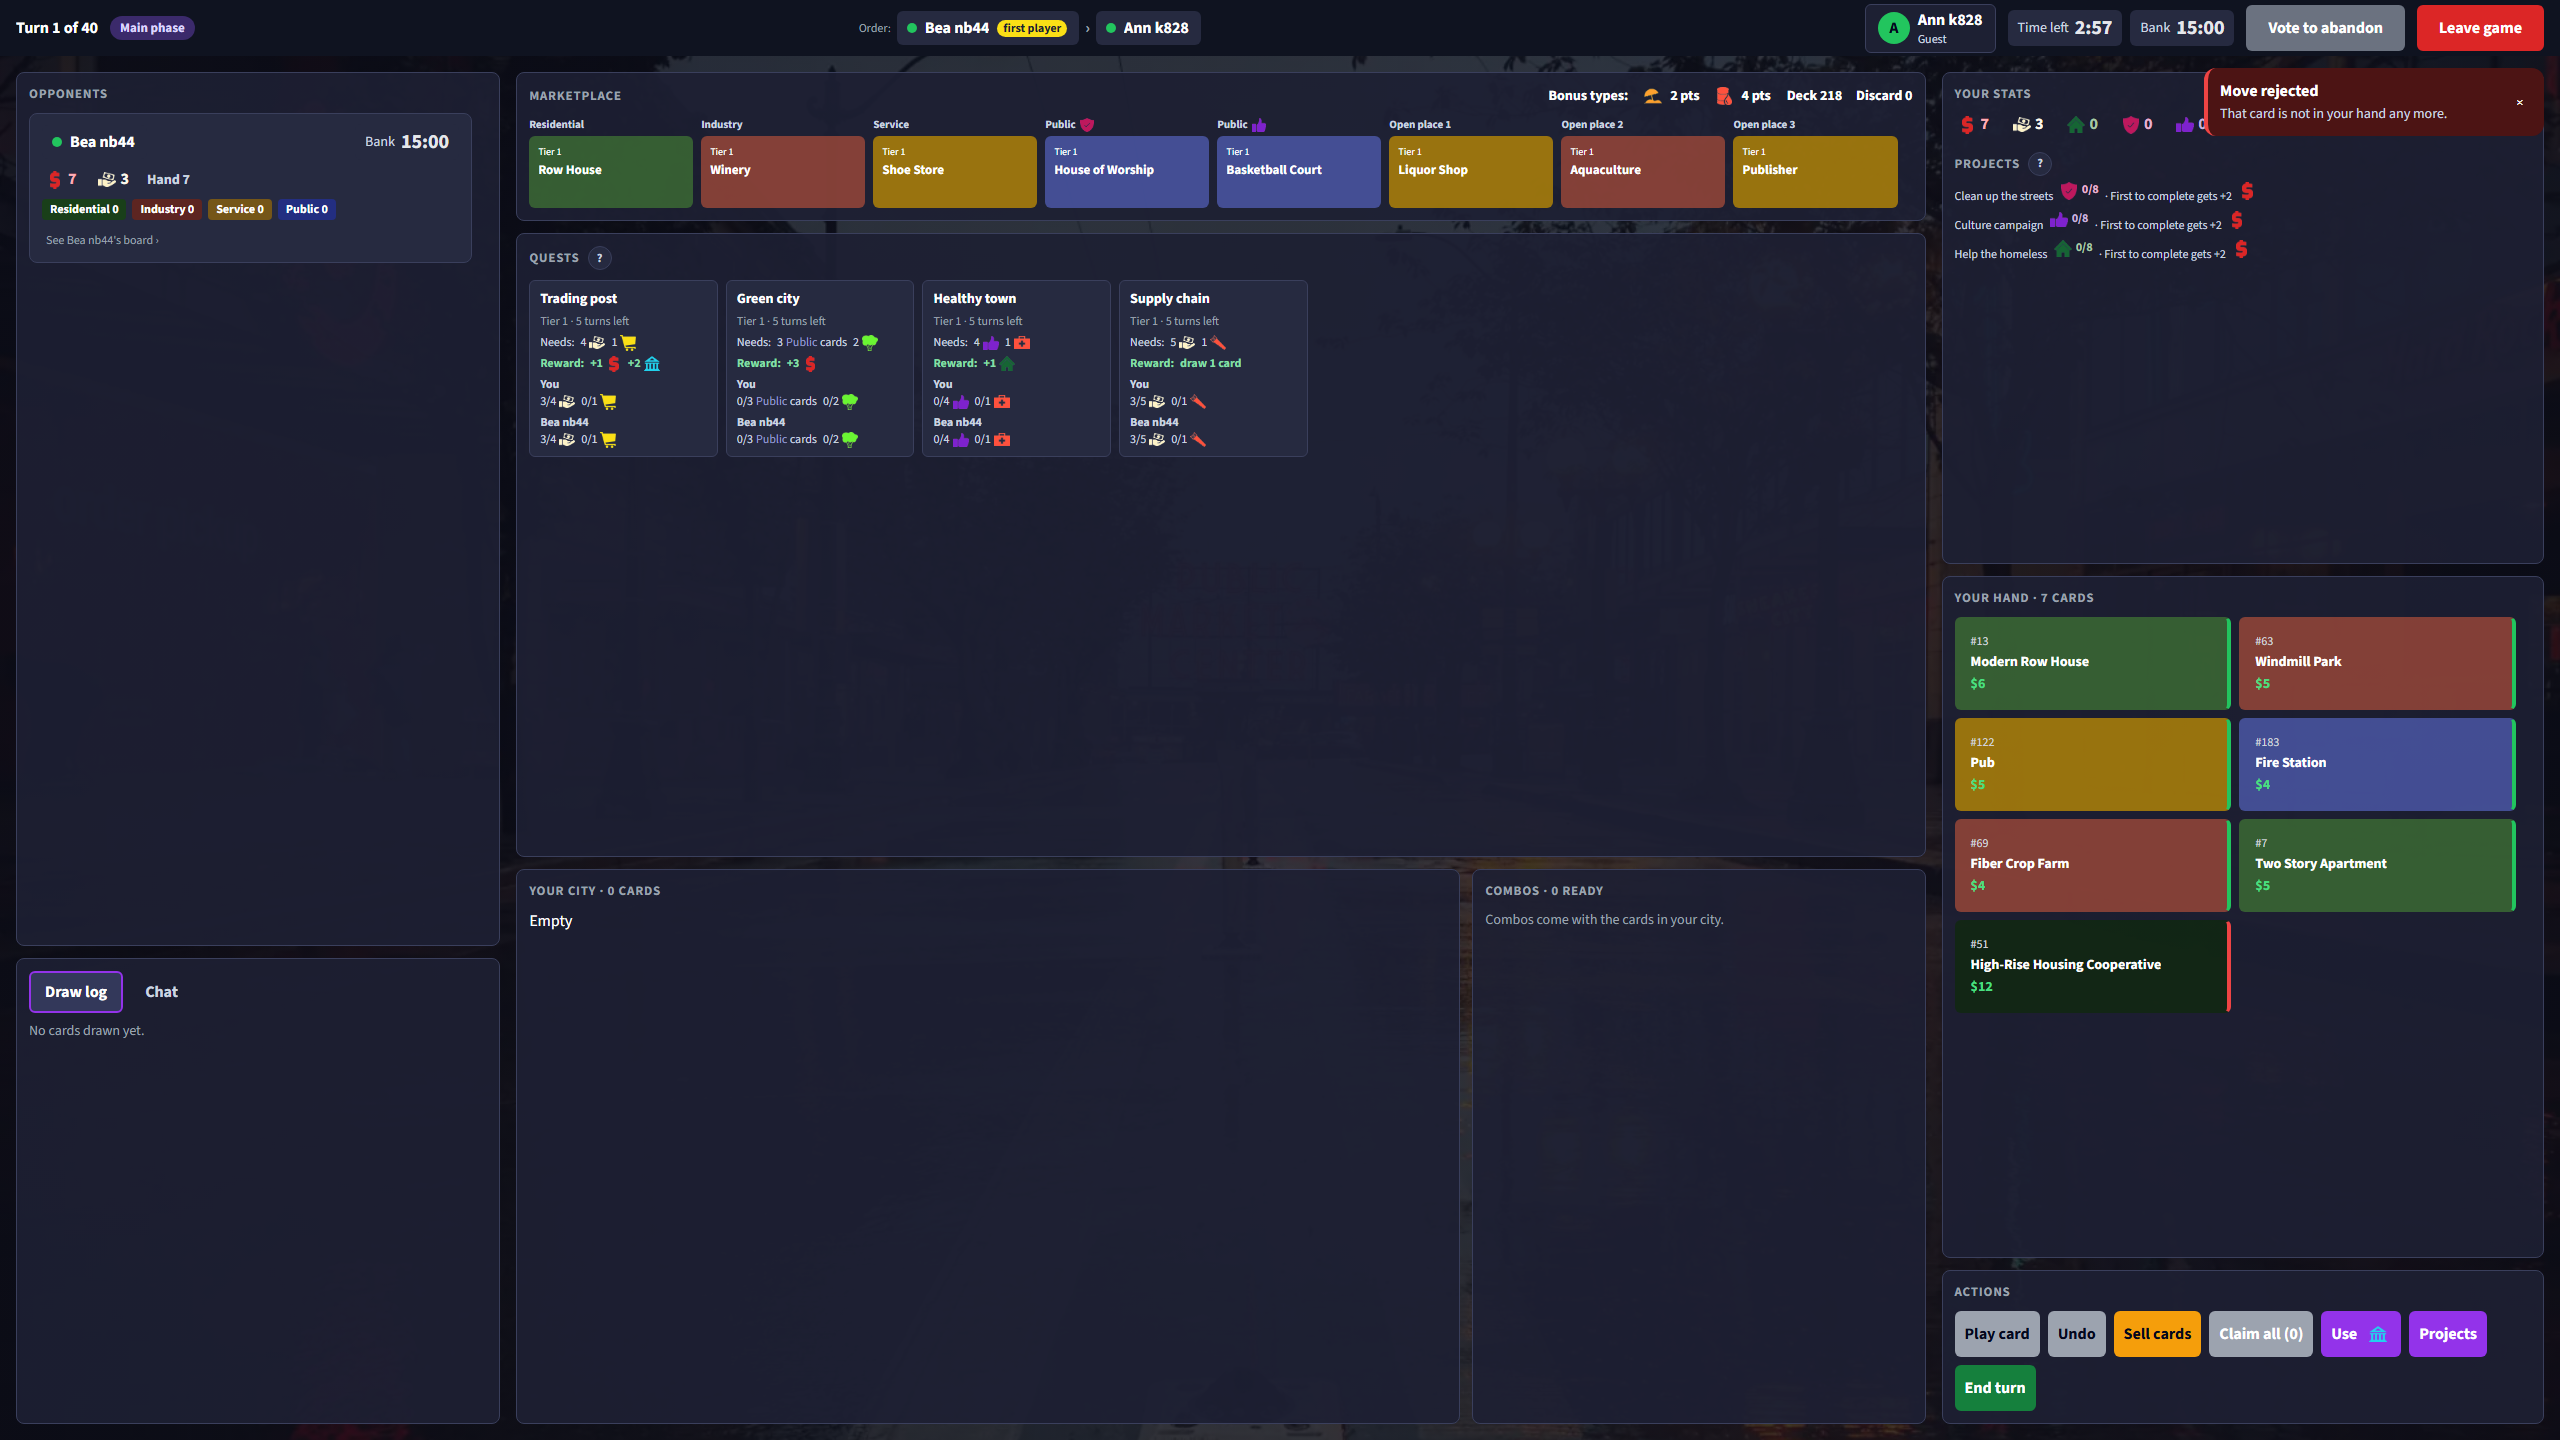 Turn 1 of 40 Main phase
Order: Bea nb44 first player › Ann k828
A Ann k828
Guest
Time left 2:57
Bank 15:00
Vote to abandon
Leave game
OPPONENTS
Bea nb44 Bank 15:00
7 3 Hand 7
Residential 0 Industry 0 Service 0 Public 0
See Bea nb44's board ›
Draw log Chat
No cards drawn yet.
MARKETPLACE
Bonus types: 2 pts 4 pts Deck 218 Discard 0
Residential
Tier 1
Row House
Industry
Tier 1
Winery
Service
Tier 1
Shoe Store
Public
Tier 1
House of Worship
Public
Tier 1
Basketball Court
Open place 1
Tier 1
Liquor Shop
Open place 2
Tier 1
Aquaculture
Open place 3
Tier 1
Publisher
QUESTS ?
Trading post
Tier 1 · 5 turns left
Needs: 4 1
Reward: +1 +2
You
3/4 0/1
Bea nb44
3/4 0/1
Green city
Tier 1 · 5 turns left
Needs: 3 Public cards 2
Reward: +3
You
0/3 Public cards 0/2
Bea nb44
0/3 Public cards 0/2
Healthy town
Tier 1 · 5 turns left
Needs: 4 1
Reward: +1
You
0/4 0/1
Bea nb44
0/4 0/1
Supply chain
Tier 1 · 5 turns left
Needs: 5 1
Reward: draw 1 card
You
3/5 0/1
Bea nb44
3/5 0/1
YOUR CITY · 0 CARDS
Empty
COMBOS · 0 READY
Combos come with the cards in your city.
YOUR STATS
7 3 0 0 0
Move rejected
That card is not in your hand any more.
×
PROJECTS ?
Clean up the streets 0/8 · First to complete gets +2
Culture campaign 0/8 · First to complete gets +2
Help the homeless 0/8 · First to complete gets +2
YOUR HAND · 7 CARDS
#13
Modern Row House
$6
#63
Windmill Park
$5
#122
Pub
$5
#183
Fire Station
$4
#69
Fiber Crop Farm
$4
#7
Two Story Apartment
$5
#51
High-Rise Housing Cooperative
$12
ACTIONS
Play card Undo Sell cards Claim all (0) Use Projects
End turn